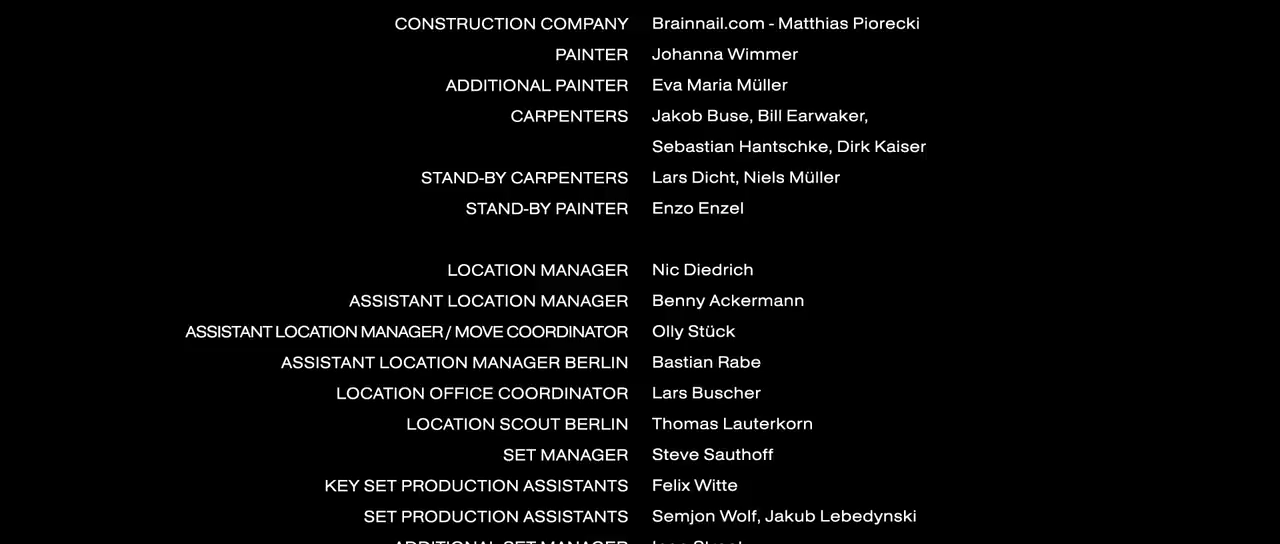 CONSTRUCTION COMPANY Brainnail.com - Matthias Piorecki
PAINTER Johanna Wimmer
ADDITIONAL PAINTER Eva Maria Müller
CARPENTERS Jakob Buse, Bill Earwaker,
Sebastian Hantschke, Dirk Kaiser
STAND-BY CARPENTERS Lars Dicht, Niels Müller
STAND-BY PAINTER Enzo Enzel
LOCATION MANAGER Nic Diedrich
ASSISTANT LOCATION MANAGER Benny Ackermann
ASSISTANT LOCATION MANAGER / MOVE COORDINATOR Olly Stück
ASSISTANT LOCATION MANAGER BERLIN Bastian Rabe
LOCATION OFFICE COORDINATOR Lars Buscher
LOCATION SCOUT BERLIN Thomas Lauterkorn
SET MANAGER Steve Sauthoff
KEY SET PRODUCTION ASSISTANTS Felix Witte
SET PRODUCTION ASSISTANTS Semjon Wolf, Jakub Lebedynski
ADDITIONAL SET MANAGER